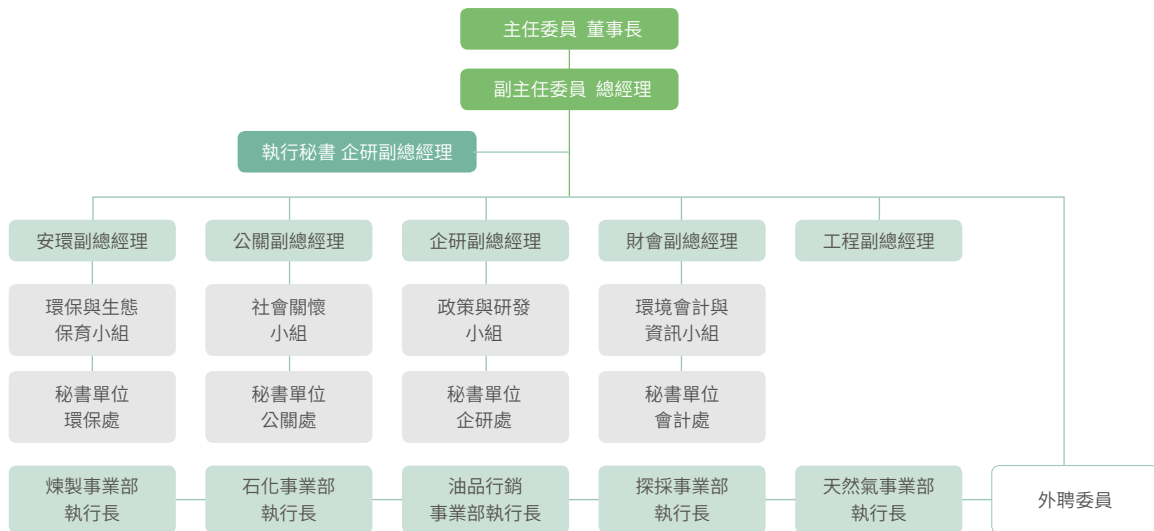 主任委員 董事長
副主任委員 總經理
執行秘書 企研副總經理
安環副總經理
公關副總經理
企研副總經理
財會副總經理
工程副總經理
環保與生態
保育小組
社會關懷
小組
政策與研發
小組
環境會計與
資訊小組
秘書單位
環保處
秘書單位
公關處
秘書單位
企研處
秘書單位
會計處
煉製事業部
執行長
石化事業部
執行長
油品行銷
事業部執行長
探採事業部
執行長
天然氣事業部
執行長
外聘委員